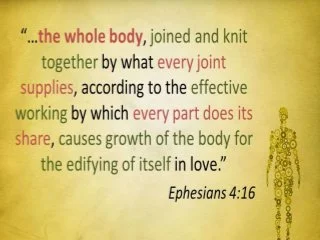 “...the whole body, joined and knit
together by what every joint
supplies, according to the effective
working by which every part does its
share, causes growth of the body for
the edifying of itself in love.”
Ephesians 4:16